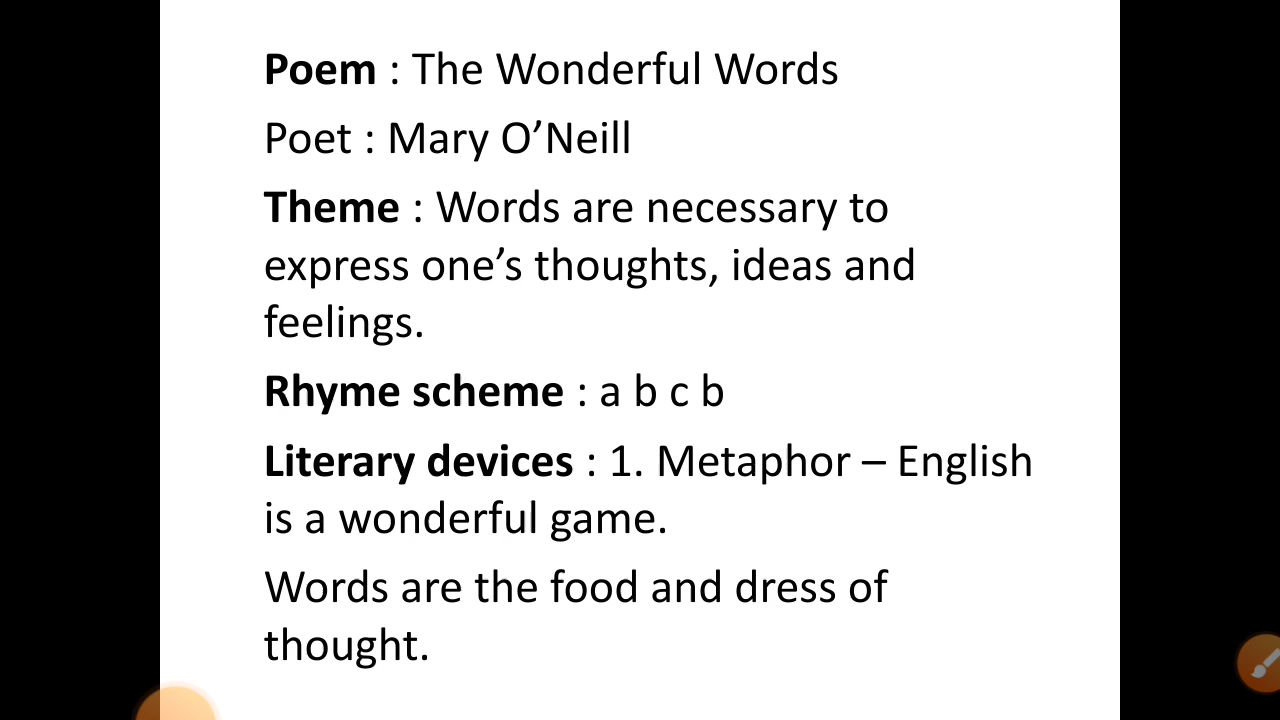 Poem : The Wonderful Words
Poet : Mary O’Neill
Theme : Words are necessary to
express one’s thoughts, ideas and
feelings.
Rhyme scheme : a b c b
Literary devices : 1. Metaphor – English
is a wonderful game.
Words are the food and dress of
thought.